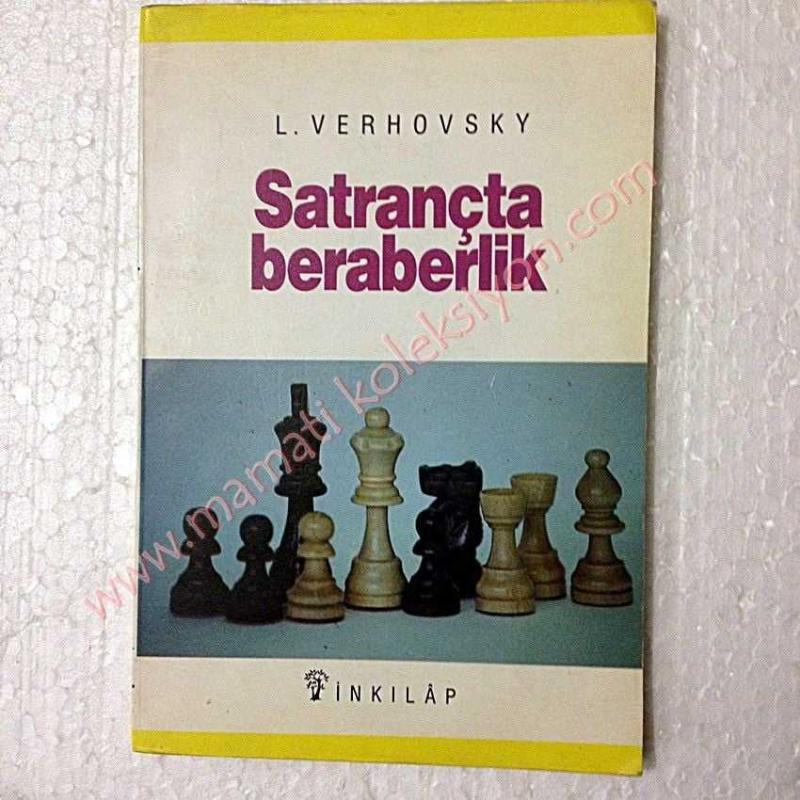 L. VERHOVSKY
Satrançta
beraberlik
www.mamati koleksiyon.com
İNKILÂP